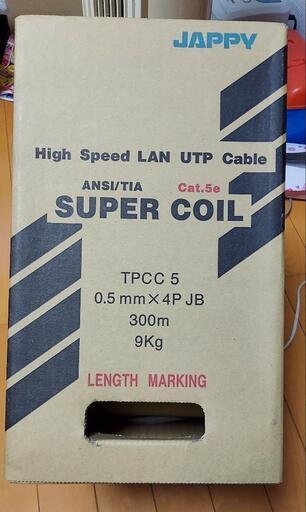 JAPPY
High Speed LAN UTP Cable
ANSI/TIA Cat.5e
SUPER COIL
TPCC 5
0.5 mm×4P JB
300m
9Kg
LENGTH MARKING